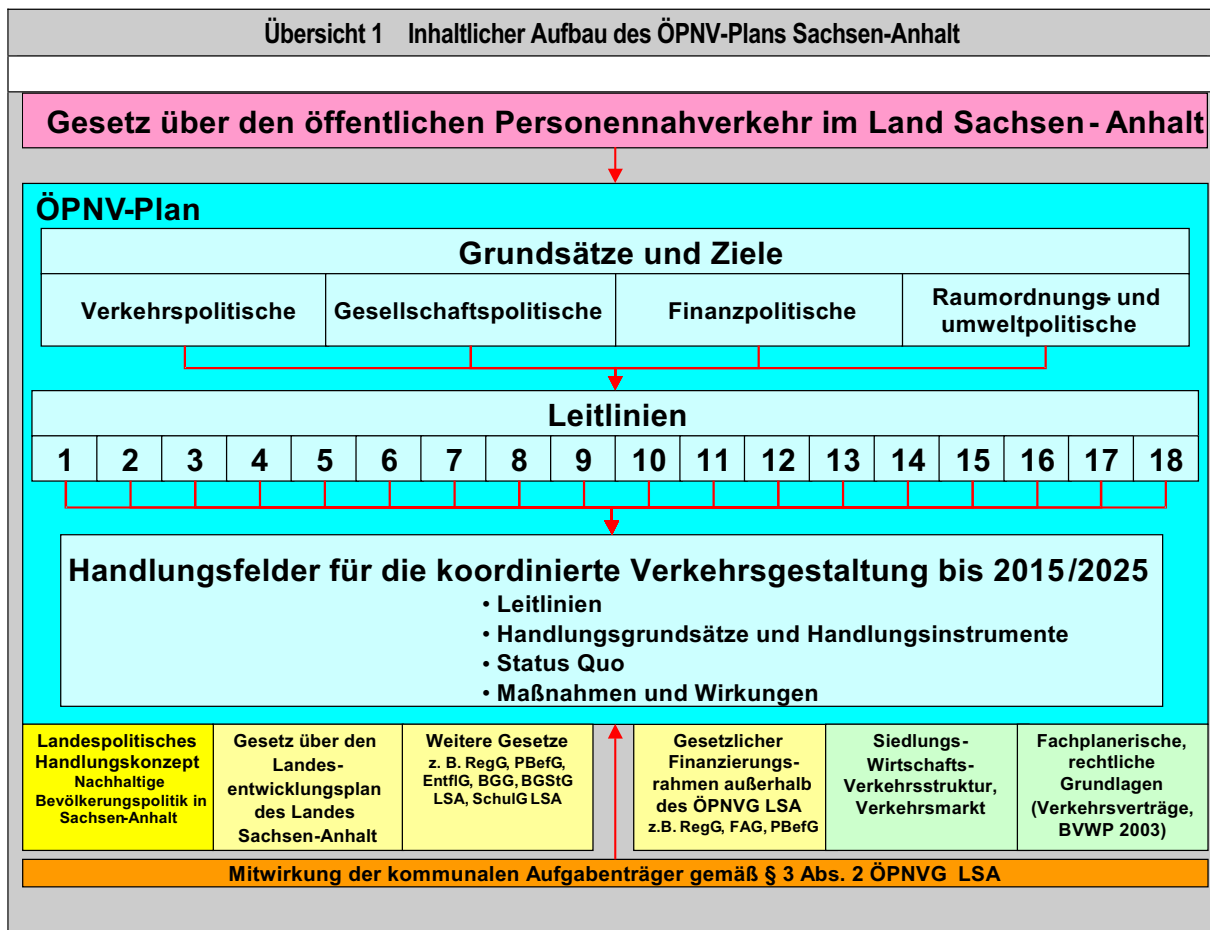 Übersicht 1 Inhaltlicher Aufbau des ÖPNV-Plans Sachsen-Anhalt
Gesetz über den öffentlichen Personennahverkehr im Land Sachsen-Anhalt
ÖPNV-Plan
Grundsätze und Ziele
Verkehrspolitische
Gesellschaftspolitische
Finanzpolitische
Raumordnungs- und
umweltpolitische
Leitlinien
1 2 3 4 5 6 7 8 9 10 11 12 13 14 15 16 17 18
Handlungsfelder für die koordinierte Verkehrsgestaltung bis 2015/2025
• Leitlinien
• Handlungsgrundsätze und Handlungsinstrumente
• Status Quo
• Maßnahmen und Wirkungen
Landespolitisches
Handlungskonzept
Nachhaltige
Bevölkerungspolitik in
Sachsen-Anhalt
Gesetz über den
Landes-
entwicklungsplan
des Landes
Sachsen-Anhalt
Weitere Gesetze
z. B. RegG, PBefG,
EntflG, BGG, BGStG
LSA, SchulG LSA
Gesetzlicher
Finanzierungs-
rahmen außerhalb
des ÖPNVG LSA
z.B. RegG, FAG, PBefG
Siedlungs-
Wirtschafts-
Verkehrsstruktur,
Verkehrsmarkt
Fachplanerische,
rechtliche
Grundlagen
(Verkehrsverträge,
BVWP 2003)
Mitwirkung der kommunalen Aufgabenträger gemäß § 3 Abs. 2 ÖPNVG LSA